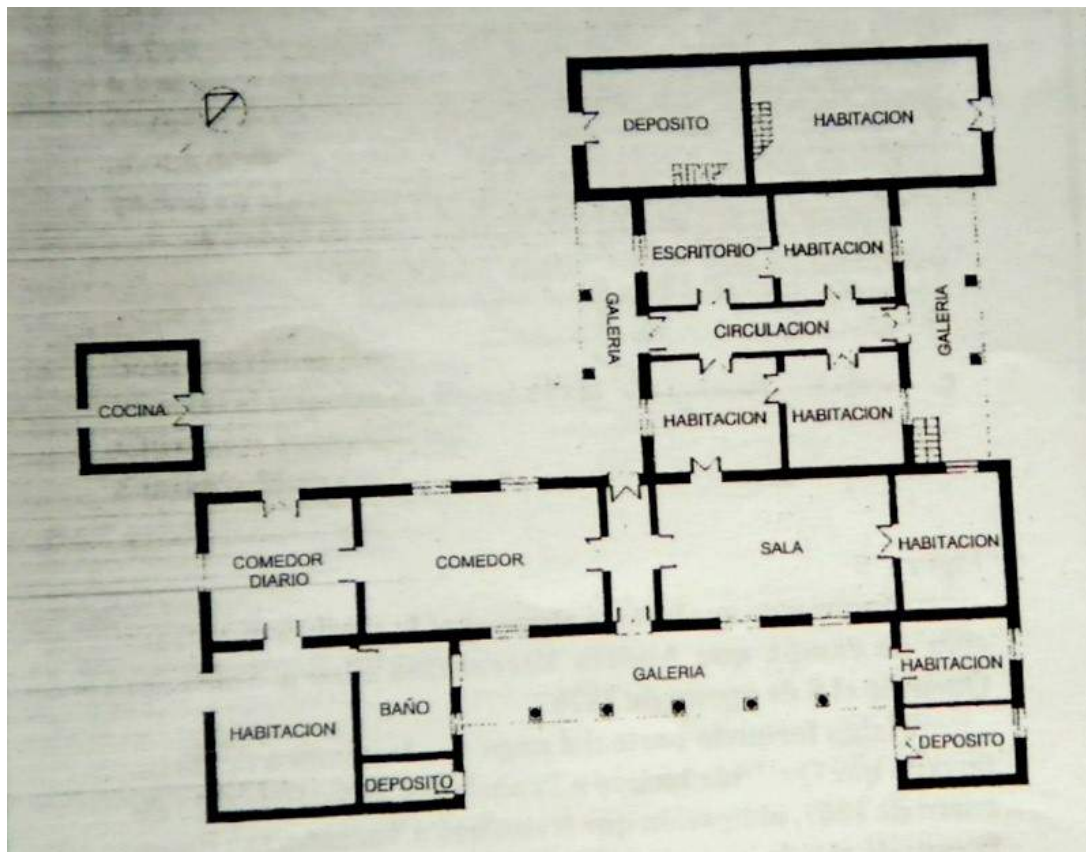 DEPOSITO
HABITACION
ESCRITORIO
HABITACION
GALERIA
CIRCULACION
GALERIA
HABITACION
HABITACION
COCINA
COMEDOR
DIARIO
COMEDOR
SALA
HABITACION
GALERIA
HABITACION
BAÑO
HABITACION
DEPOSITO
DEPOSITO